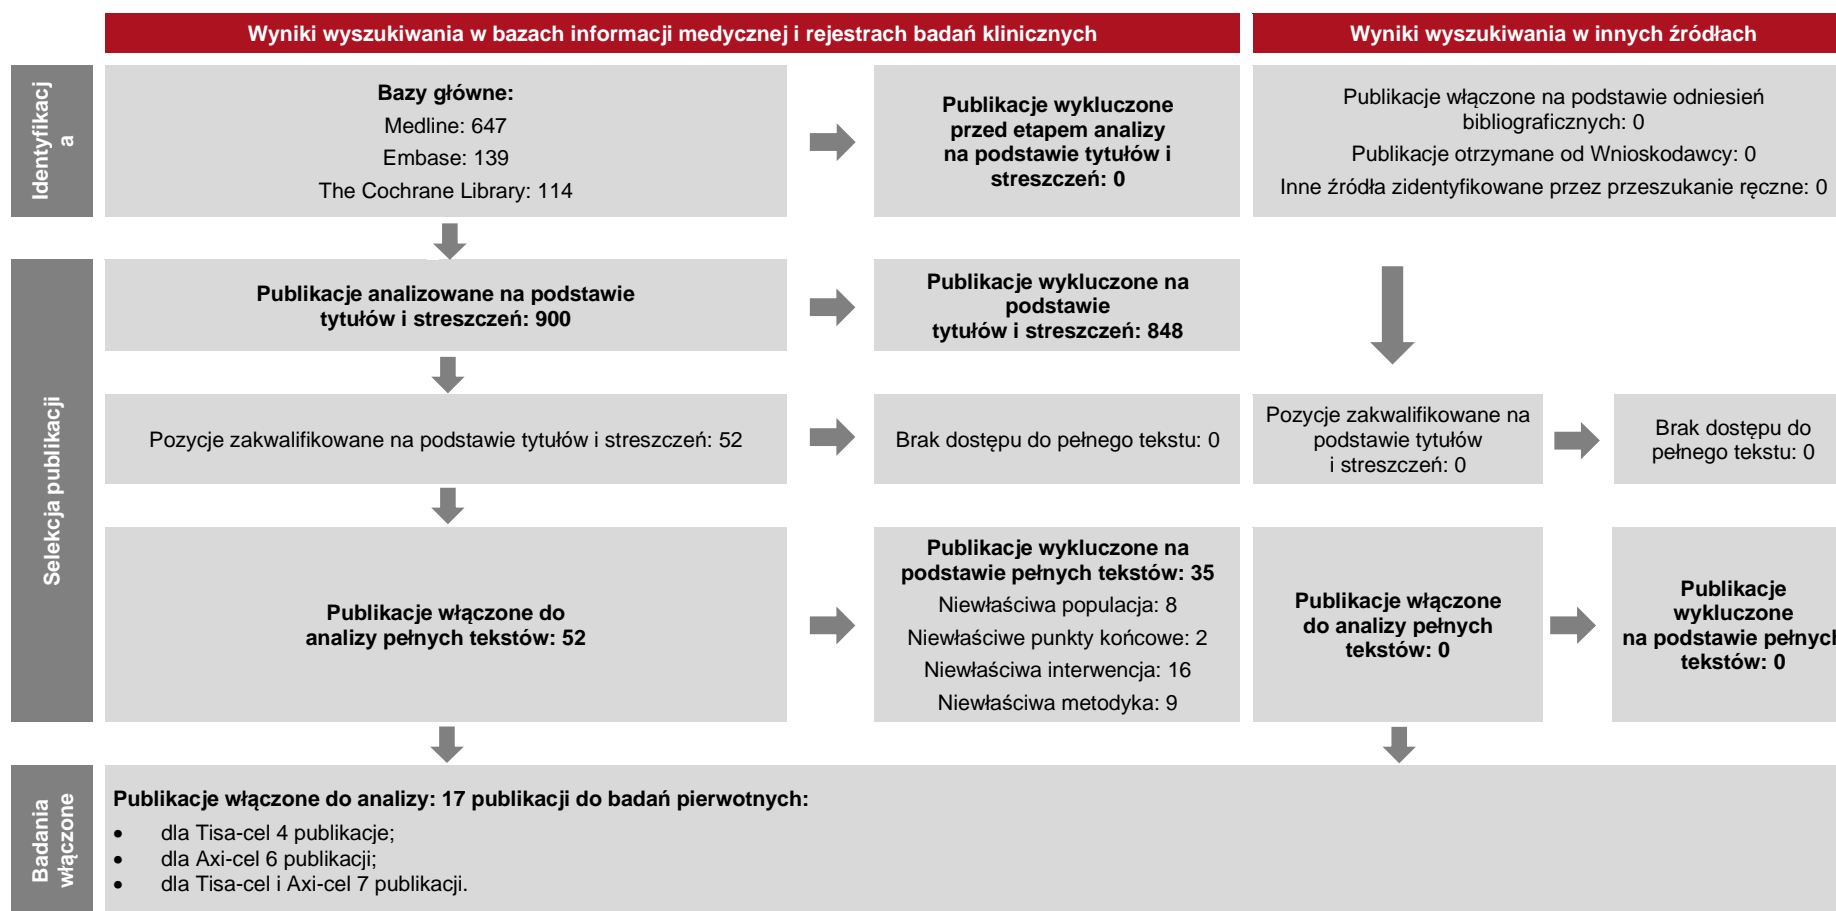 Wyniki wyszukiwania w bazach informacji medycznej i rejestrach badań klinicznych
Wyniki wyszukiwania w innych źródłach
Identyfikacj
a
Bazy główne:
Medline: 647
Embase: 139
The Cochrane Library: 114
Publikacje wykluczone
przed etapem analizy
na podstawie tytułów i
streszczeń: 0
Publikacje włączone na podstawie odniesień
bibliograficznych: 0
Publikacje otrzymane od Wnioskodawcy: 0
Inne źródła zidentyfikowane przez przeszukanie ręczne: 0
Selekcja publikacji
Publikacje analizowane na podstawie
tytułów i streszczeń: 900
Publikacje wykluczone na
podstawie
tytułów i streszczeń: 848
Pozycje zakwalifikowane na podstawie tytułów i streszczeń: 52
Brak dostępu do pełnego tekstu: 0
Pozycje zakwalifikowane na
podstawie tytułów
i streszczeń: 0
Brak dostępu do
pełnego tekstu: 0
Publikacje włączone do
analizy pełnych tekstów: 52
Publikacje wykluczone na
podstawie pełnych tekstów: 35
Niewłaściwa populacja: 8
Niewłaściwe punkty końcowe: 2
Niewłaściwa interwencja: 16
Niewłaściwa metodyka: 9
Publikacje włączone
do analizy pełnych
tekstów: 0
Publikacje
wykluczone
na podstawie pełnych
tekstów: 0
Badania
włączone
Publikacje włączone do analizy: 17 publikacji do badań pierwotnych:
• dla Tisa-cel 4 publikacje;
• dla Axi-cel 6 publikacji;
• dla Tisa-cel i Axi-cel 7 publikacji.